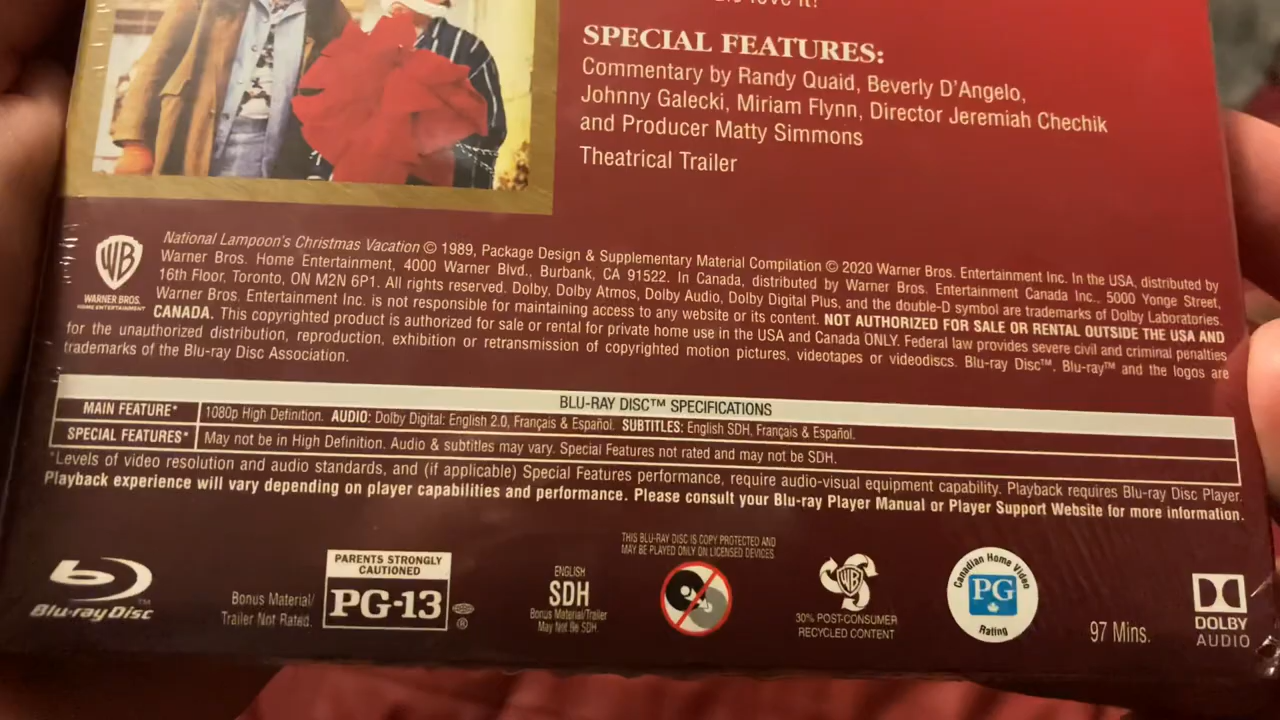 love it!
SPECIAL FEATURES:
Commentary by Randy Quaid, Beverly D'Angelo,
Johnny Galecki, Miriam Flynn, Director Jeremiah Chechik
and Producer Matty Simmons
Theatrical Trailer
WB
WARNER BROS.
HOME ENTERTAINMENT
National Lampoon's Christmas Vacation © 1989, Package Design & Supplementary Material Compilation © 2020 Warner Bros. Entertainment Inc. In the USA, distributed by
Warner Bros. Home Entertainment, 4000 Warner Blvd., Burbank, CA 91522. In Canada, distributed by Warner Bros. Entertainment Canada Inc., 5000 Yonge Street,
16th Floor, Toronto, ON M2N 6P1. All rights reserved. Dolby, Dolby Atmos, Dolby Audio, Dolby Digital Plus, and the double-D symbol are trademarks of Dolby Laboratories.
Warner Bros. Entertainment Inc. is not responsible for maintaining access to any website or its content. NOT AUTHORIZED FOR SALE OR RENTAL OUTSIDE THE USA AND
CANADA. This copyrighted product is authorized for sale or rental for private home use in the USA and Canada ONLY. Federal law provides severe civil and criminal penalties
for the unauthorized distribution, reproduction, exhibition or retransmission of copyrighted motion pictures, videotapes or videodiscs. Blu-ray Disc™, Blu-ray™ and the logos are
trademarks of the Blu-ray Disc Association.
BLU-RAY DISC™ SPECIFICATIONS
MAIN FEATURE* 1080p High Definition. AUDIO: Dolby Digital: English 2.0, Français & Español. SUBTITLES: English SDH, Français & Español.
SPECIAL FEATURES* May not be in High Definition. Audio & subtitles may vary. Special Features not rated and may not be SDH.
*Levels of video resolution and audio standards, and (if applicable) Special Features performance, require audio-visual equipment capability. Playback requires Blu-ray Disc Player.
Playback experience will vary depending on player capabilities and performance. Please consult your Blu-ray Player Manual or Player Support Website for more information.
Blu-ray Disc™
Bonus Material/
Trailer Not Rated.
PARENTS STRONGLY
CAUTIONED
PG-13
®
ENGLISH
SDH
Bonus Material/Trailer
May Not Be SDH.
THIS BLU-RAY DISC IS COPY PROTECTED AND
MAY BE PLAYED ONLY ON LICENSED DEVICES
WB
30% POST-CONSUMER
RECYCLED CONTENT
Canadian Home Video
PG
Rating
97 Mins.
DOLBY
AUDIO